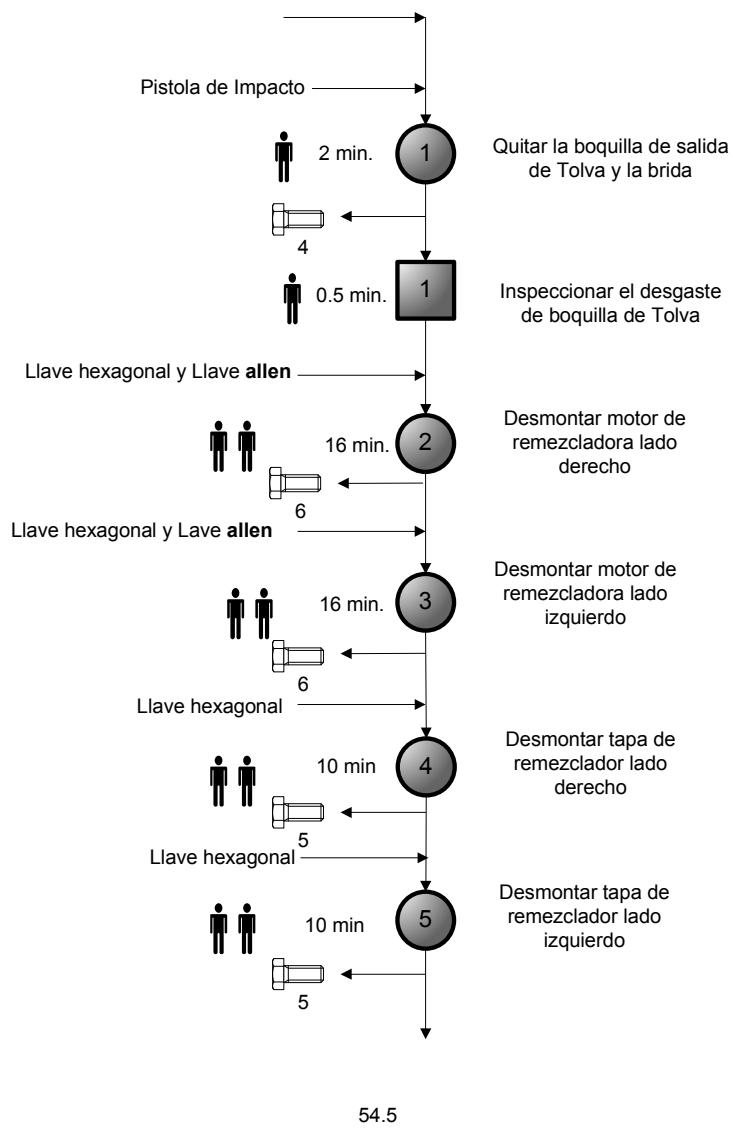 Pistola de Impacto
2 min.
1
Quitar la boquilla de salida
de Tolva y la brida
4
0.5 min.
1
Inspeccionar el desgaste
de boquilla de Tolva
Llave hexagonal y Llave allen
16 min.
2
Desmontar motor de
remezcladora lado
derecho
6
Llave hexagonal y Lave allen
16 min.
3
Desmontar motor de
remezcladora lado
izquierdo
6
Llave hexagonal
10 min
4
Desmontar tapa de
remezclador lado
derecho
5
Llave hexagonal
10 min
5
Desmontar tapa de
remezclador lado
izquierdo
5
54.5